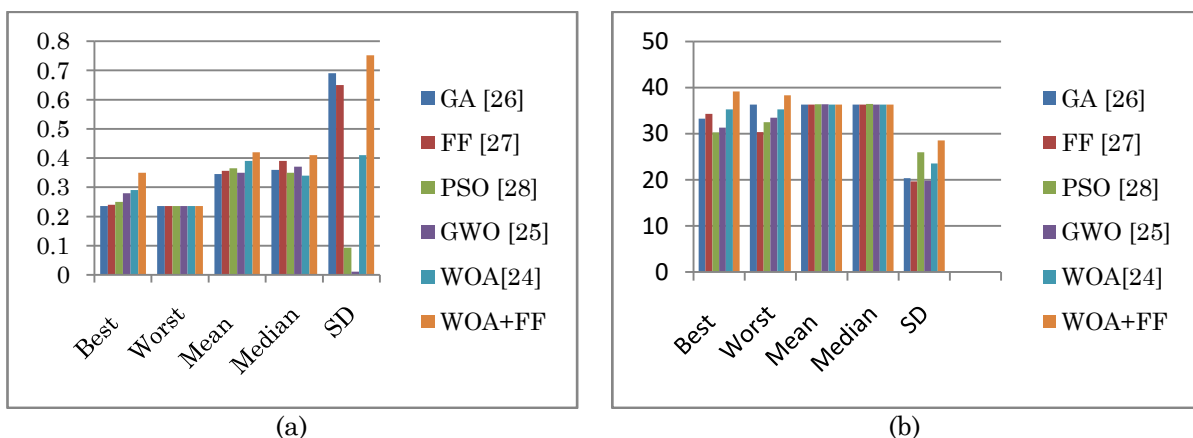 0.8
0.7
0.6
0.5
0.4
0.3
0.2
0.1
0
Best
Worst
Mean
Median
SD
GA [26]
FF [27]
PSO [28]
GWO [25]
WOA[24]
WOA+FF
(a)
50
40
30
20
10
0
Best
Worst
Mean
Median
SD
GA [26]
FF [27]
PSO [28]
GWO [25]
WOA[24]
WOA+FF
(b)